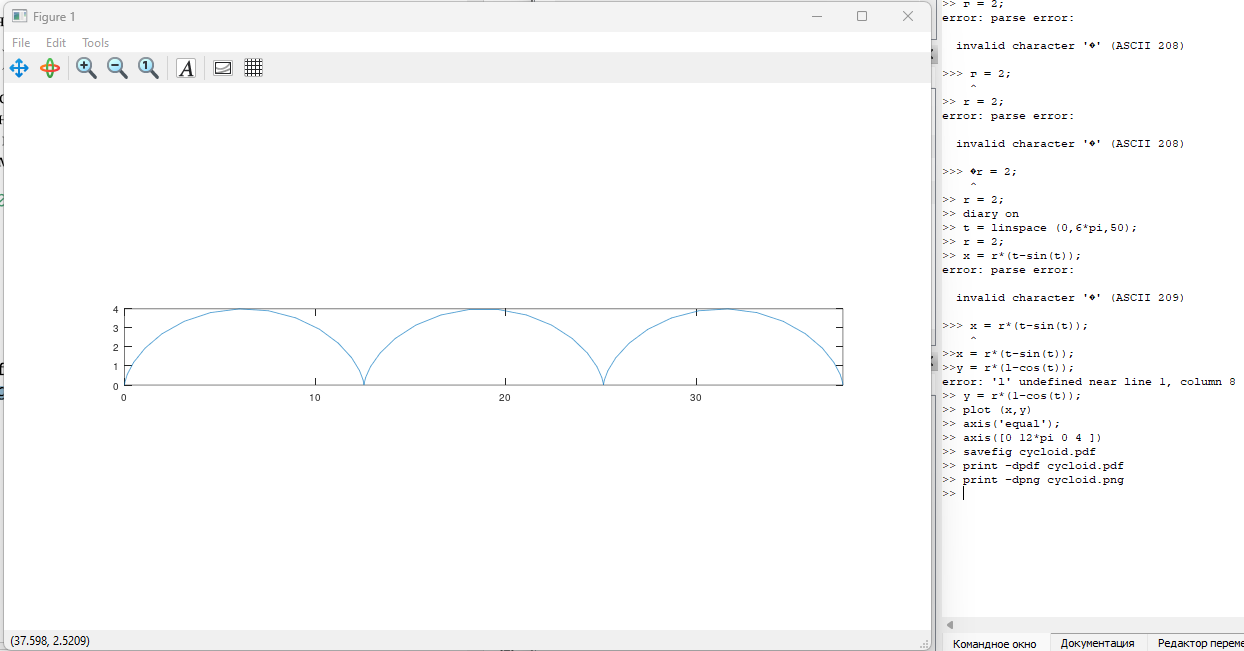 Figure 1
File Edit Tools
4
3
2
1
0
0 10 20 30
(37.598, 2.5209)
>> r = 2;
error: parse error:
invalid character '�' (ASCII 208)
>>> r = 2;
^
>> r = 2;
error: parse error:
invalid character '�' (ASCII 208)
>>> �r = 2;
^
>> r = 2;
>> diary on
>> t = linspace (0,6*pi,50);
>> r = 2;
>> x = r*(t-sin(t));
error: parse error:
invalid character '�' (ASCII 209)
>>> x = r*(t-sin(t));
^
>>x = r*(t-sin(t));
>>y = r*(l-cos(t));
error: 'l' undefined near line 1, column 8
>> y = r*(1-cos(t));
>> plot (x,y)
>> axis('equal');
>> axis([0 12*pi 0 4 ])
>> savefig cycloid.pdf
>> print -dpdf cycloid.pdf
>> print -dpng cycloid.png
>>
Командное окно Документация Редактор переме